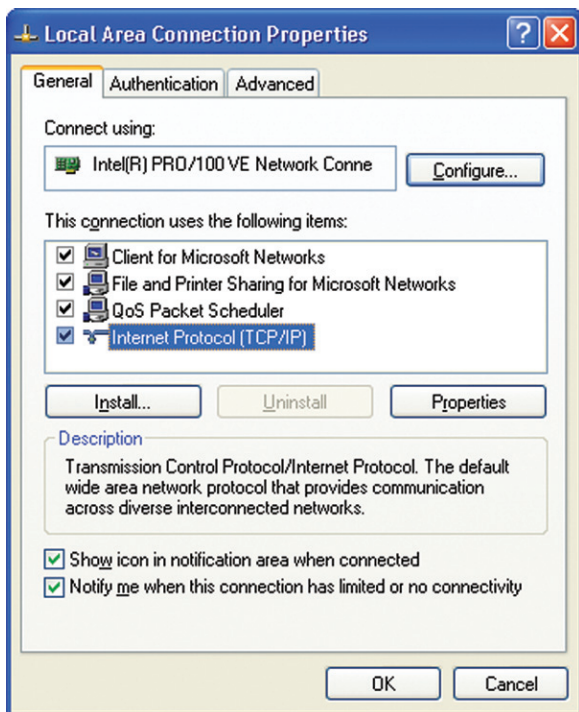 Local Area Connection Properties
General Authentication Advanced
Connect using:
Intel(R) PRO/100 VE Network Conne
Configure...
This connection uses the following items:
Client for Microsoft Networks
File and Printer Sharing for Microsoft Networks
QoS Packet Scheduler
Internet Protocol (TCP/IP)
Install... Uninstall Properties
Description
Transmission Control Protocol/Internet Protocol. The default
wide area network protocol that provides communication
across diverse interconnected networks.
Show icon in notification area when connected
Notify me when this connection has limited or no connectivity
OK Cancel